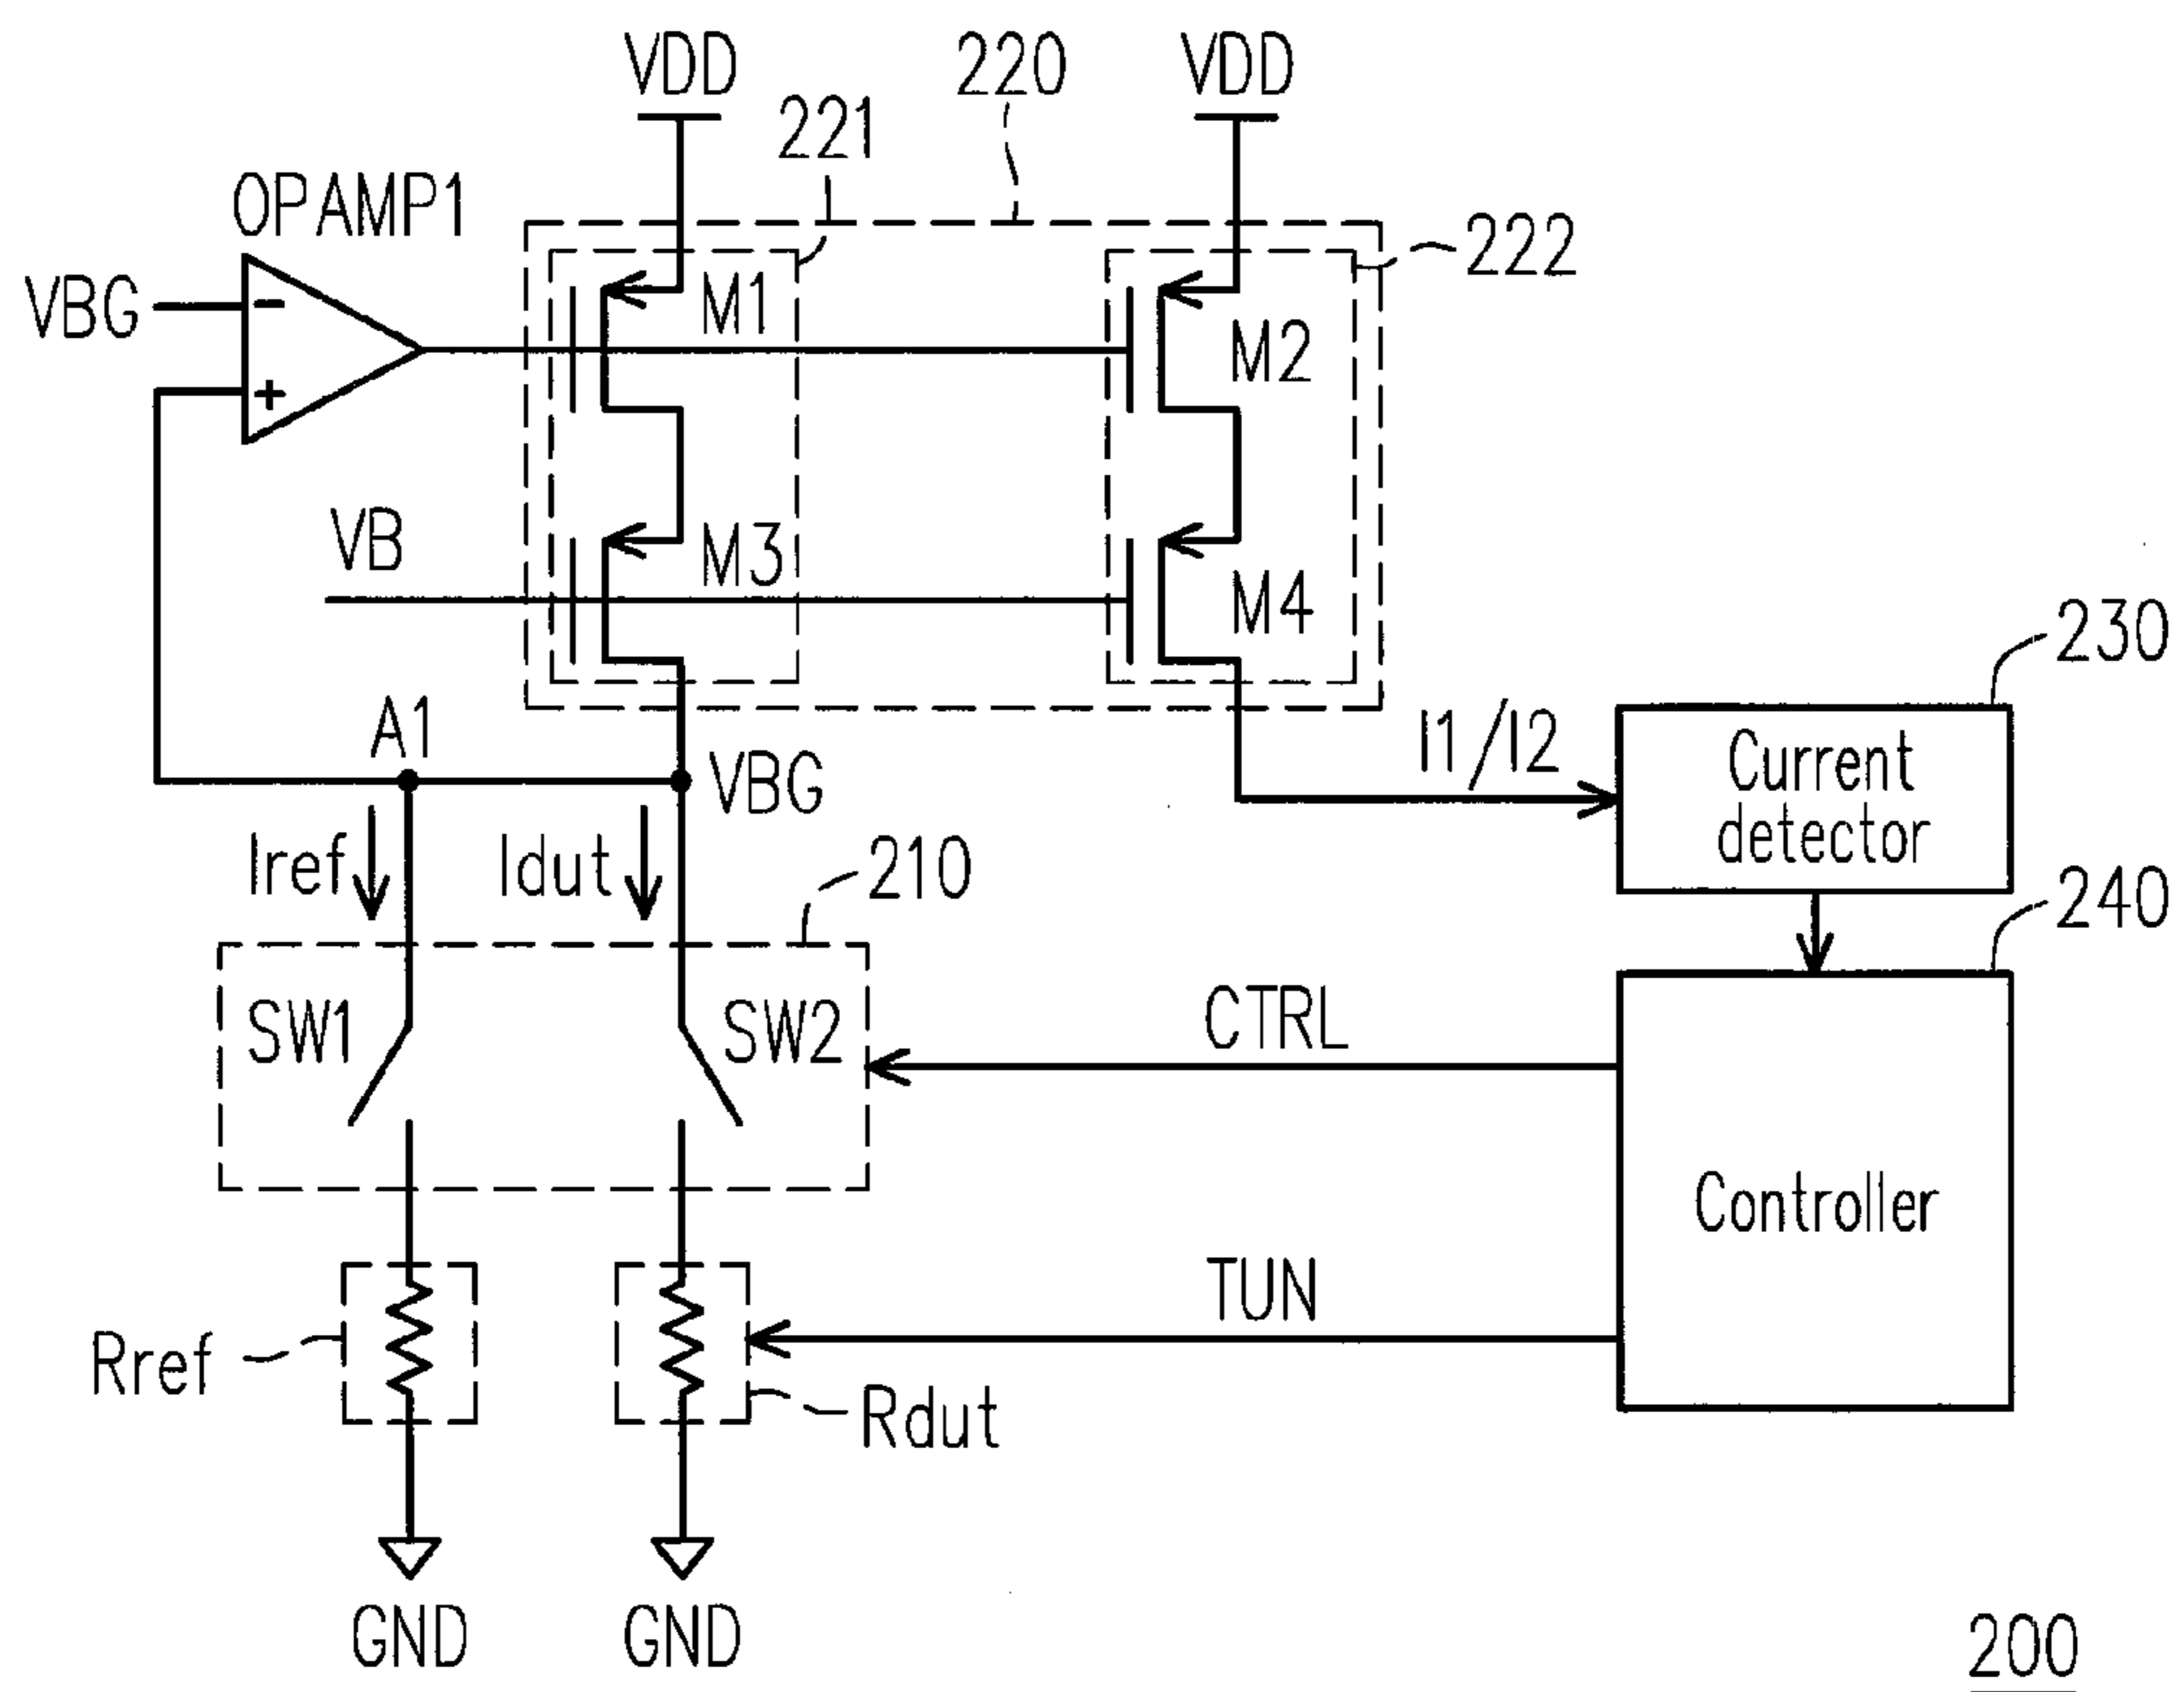 VDD
220
VDD
221
OPAMP1
222
VBG
-
M1
M2
+
VB
M3
M4
230
A1
VBG
I1/I2
Current
detector
Iref
Idut
210
240
SW1
SW2
CTRL
Controller
TUN
Rref
Rdut
GND
GND
200